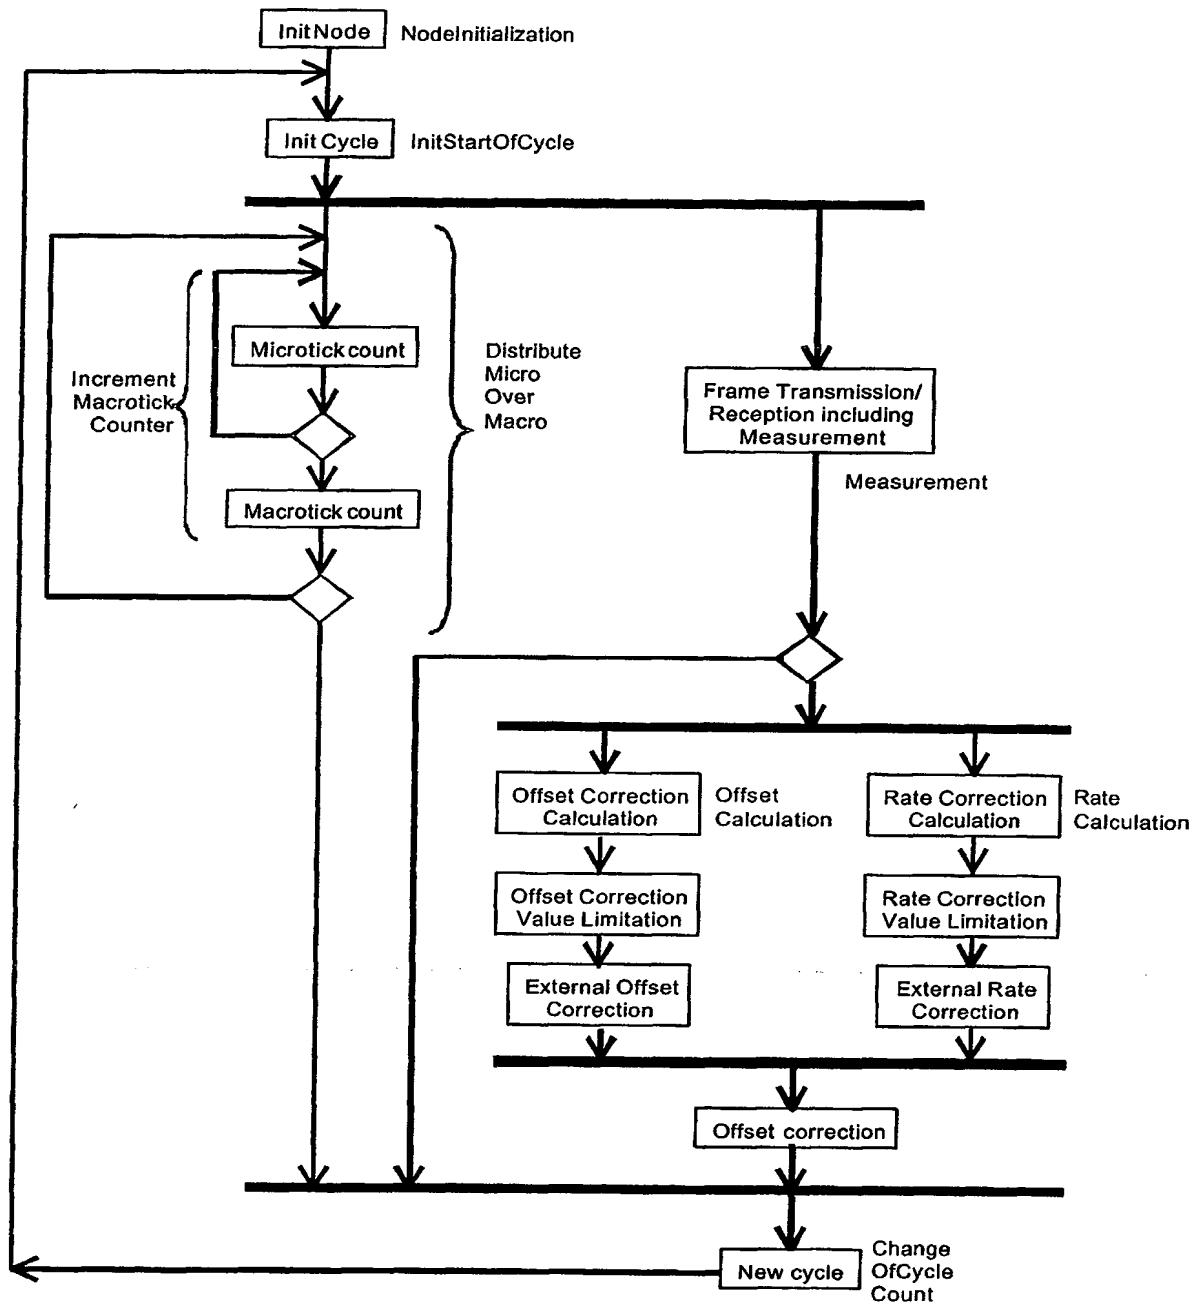 InitNode
NodeInitialization
Init Cycle
InitStartOfCycle
Microtick count
Increment
Macrotick
Counter
Distribute
Micro
Over
Macro
Macrotick count
Frame Transmission/
Reception including
Measurement
Measurement
Offset Correction
Calculation
Offset
Calculation
Rate Correction
Calculation
Rate
Calculation
Offset Correction
Value Limitation
Rate Correction
Value Limitation
External Offset
Correction
External Rate
Correction
Offset correction
New cycle
Change
OfCycle
Count